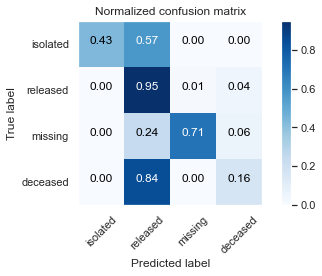 Normalized confusion matrix
True label
isolated 0.43 0.57 0.00 0.00
released 0.00 0.95 0.01 0.04
missing 0.00 0.24 0.71 0.06
deceased 0.00 0.84 0.00 0.16
isolated released missing deceased
Predicted label
0.8
0.6
0.4
0.2
0.0